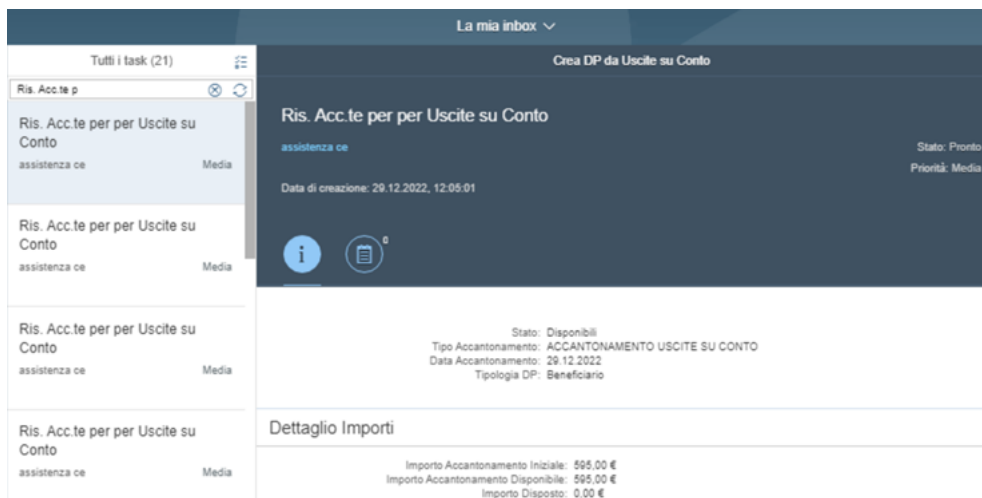 La mia inbox
Tutti i task (21)
Ris. Acc.te p
Ris. Acc.te per per Uscite su
Conto
assistenza ce Media
Ris. Acc.te per per Uscite su
Conto
assistenza ce Media
Ris. Acc.te per per Uscite su
Conto
assistenza ce Media
Ris. Acc.te per per Uscite su
Conto
assistenza ce Media
Crea DP da Uscite su Conto
Ris. Acc.te per per Uscite su Conto
assistenza ce
Stato: Pronto
Priorità: Media
Data di creazione: 29.12.2022, 12:05:01
i
0
Stato: Disponibili
Tipo Accantonamento: ACCANTONAMENTO USCITE SU CONTO
Data Accantonamento: 29.12.2022
Tipologia DP: Beneficiario
Dettaglio Importi
Importo Accantonamento Iniziale: 595,00 €
Importo Accantonamento Disponibile: 595,00 €
Importo Disposto: 0,00 €